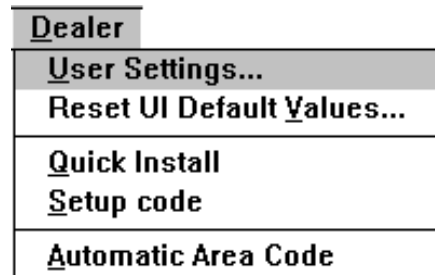 Dealer
User Settings...
Reset UI Default Values...
Quick Install
Setup code
Automatic Area Code